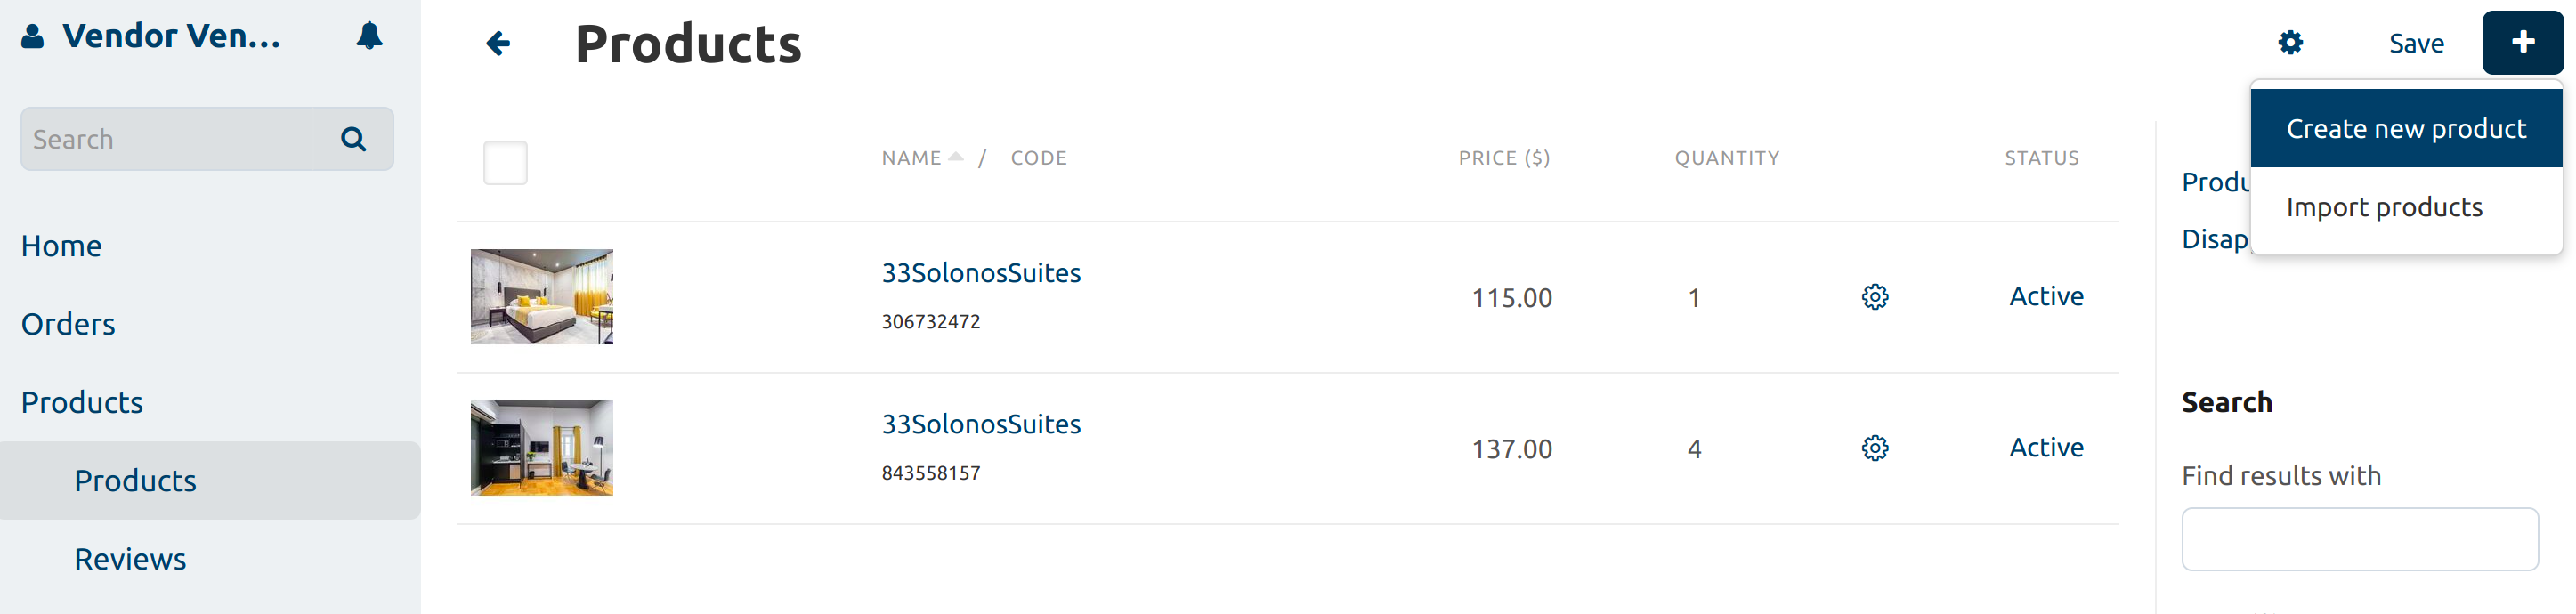 Vendor Ven...
Search
Home
Orders
Products
Products
Reviews
Products
Save
Create new product
Import products
NAME / CODE PRICE ($) QUANTITY STATUS
33SolonosSuites
306732472
115.00 1 Active
33SolonosSuites
843558157
137.00 4 Active
Produ
Disap
Search
Find results with